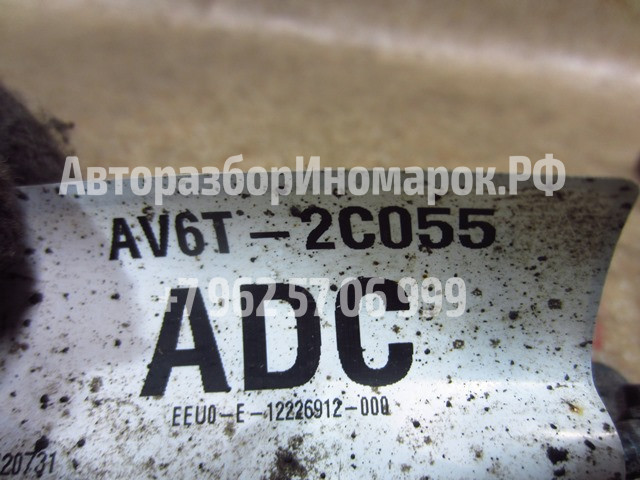 АвторазборИномарок.РФ
AV6T-2C055
+79625706999
ADC
EEU0-E-12226912-000
20731